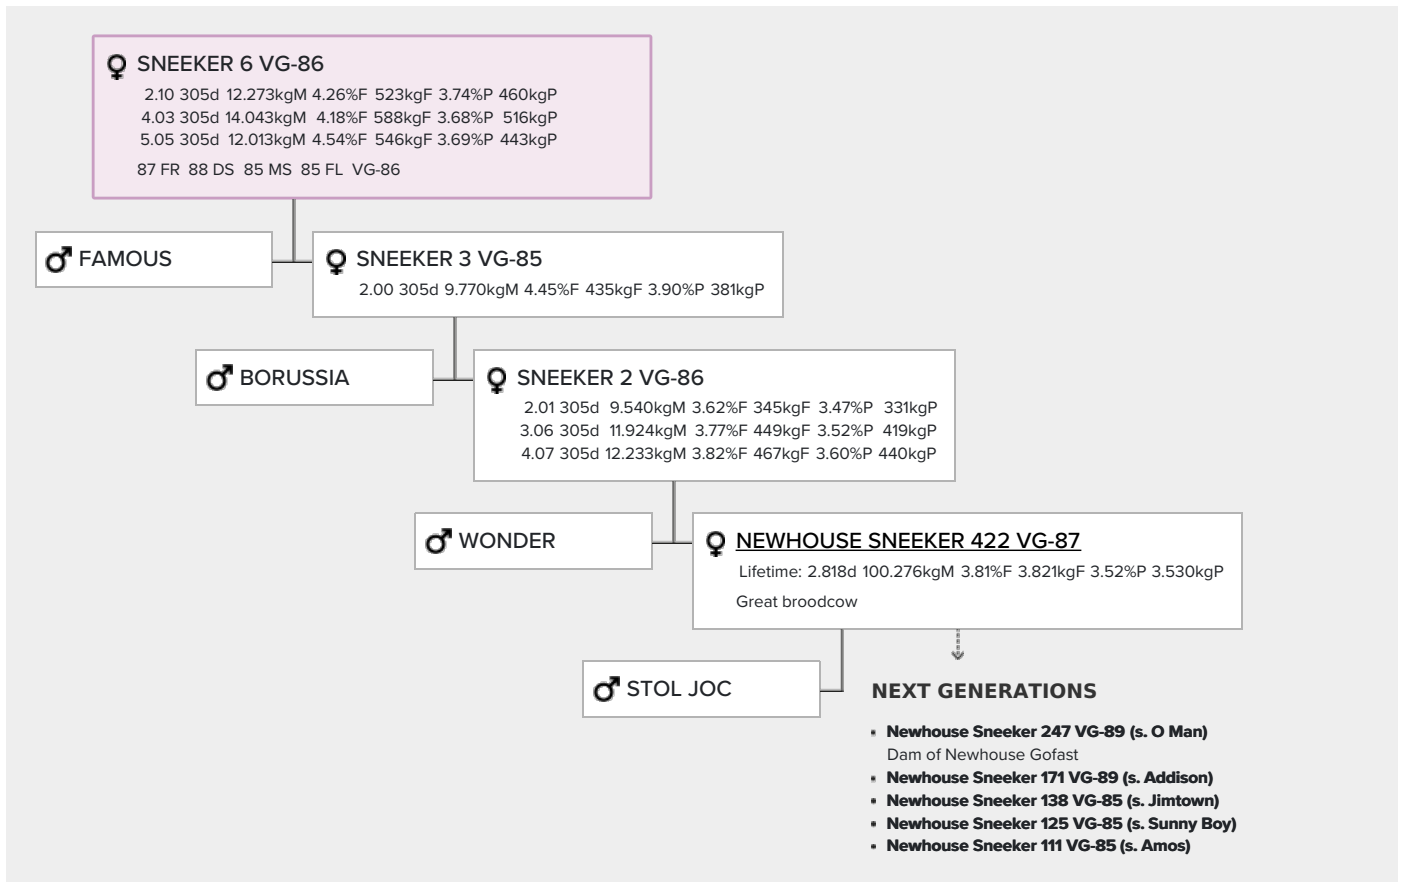 SNEEKER 6 VG-86
2.10 305d 12.273kgM 4.26%F 523kgF 3.74%P 460kgP
4.03 305d 14.043kgM 4.18%F 588kgF 3.68%P 516kgP
5.05 305d 12.013kgM 4.54%F 546kgF 3.69%P 443kgP
87 FR 88 DS 85 MS 85 FL VG-86
FAMOUS
SNEEKER 3 VG-85
2.00 305d 9.770kgM 4.45%F 435kgF 3.90%P 381kgP
BORUSSIA
SNEEKER 2 VG-86
2.01 305d 9.540kgM 3.62%F 345kgF 3.47%P 331kgP
3.06 305d 11.924kgM 3.77%F 449kgF 3.52%P 419kgP
4.07 305d 12.233kgM 3.82%F 467kgF 3.60%P 440kgP
WONDER
NEWHOUSE SNEEKER 422 VG-87
Lifetime: 2.818d 100.276kgM 3.81%F 3.821kgF 3.52%P 3.530kgP
Great broodcow
STOL JOC
NEXT GENERATIONS
Newhouse Sneeker 247 VG-89 (s. O Man)
Dam of Newhouse Gofast
Newhouse Sneeker 171 VG-89 (s. Addison)
Newhouse Sneeker 138 VG-85 (s. Jimtown)
Newhouse Sneeker 125 VG-85 (s. Sunny Boy)
Newhouse Sneeker 111 VG-85 (s. Amos)